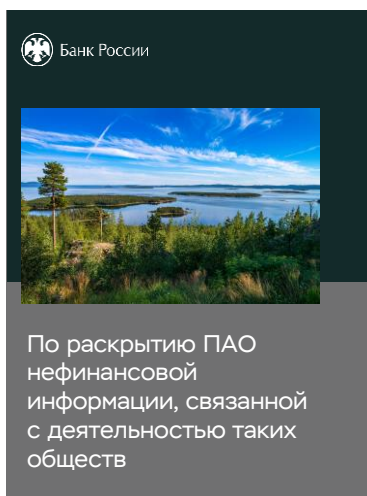 Банк России
По раскрытию ПАО
нефинансовой
информации, связанной
с деятельностью таких
обществ